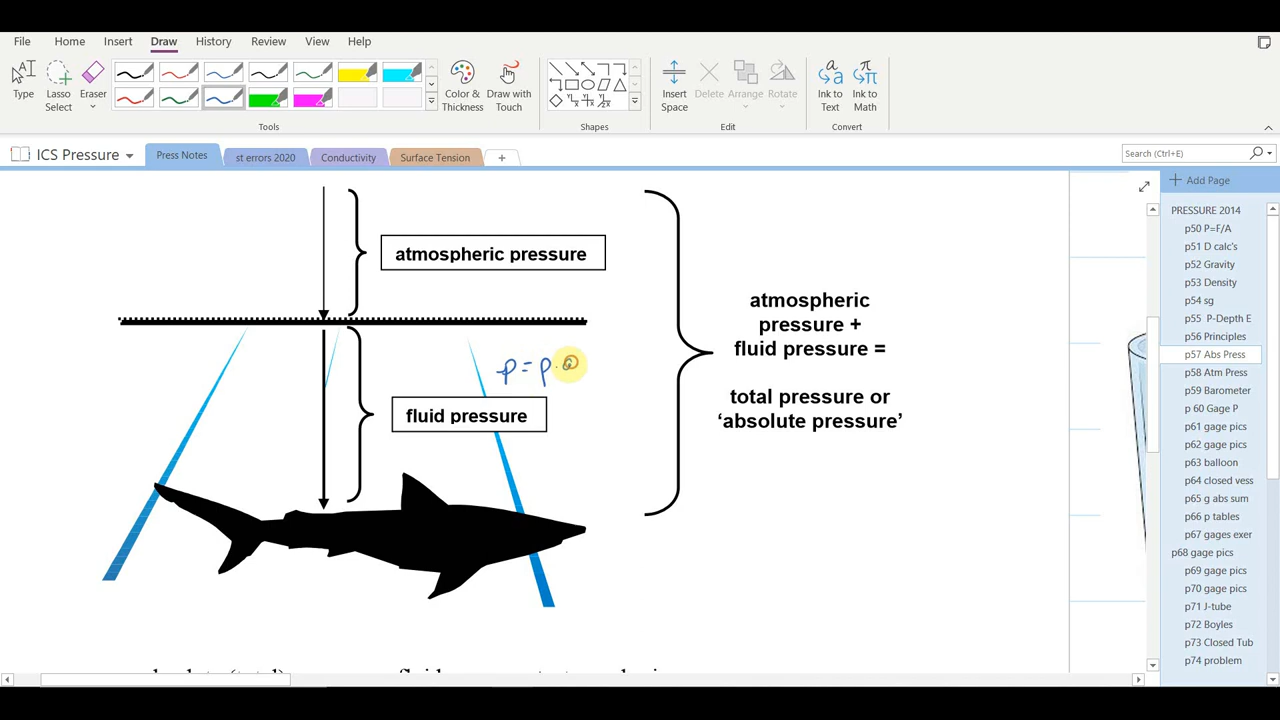 File Home Insert Draw History Review View Help
Type
Lasso
Select
Eraser
Color &
Thickness
Draw with
Touch
Insert
Space
Delete
Arrange
Rotate
Ink to
Text
Ink to
Math
Tools
Shapes
Edit
Convert
ICS Pressure
Press Notes
st errors 2020
Conductivity
Surface Tension
Search (Ctrl+E)
Add Page
PRESSURE 2014
p50 P=F/A
p51 D calc's
p52 Gravity
p53 Density
p54 sg
p55 P-Depth E
p56 Principles
p57 Abs Press
p58 Atm Press
p59 Barometer
p 60 Gage P
p61 gage pics
p62 gage pics
p63 balloon
p64 closed vess
p65 g abs sum
p66 p tables
p67 gages exer
p68 gage pics
p69 gage pics
p70 gage pics
p71 J-tube
p72 Boyles
p73 Closed Tub
p74 problem
atmospheric pressure
p = p.
fluid pressure
atmospheric
pressure +
fluid pressure =
total pressure or
‘absolute pressure’